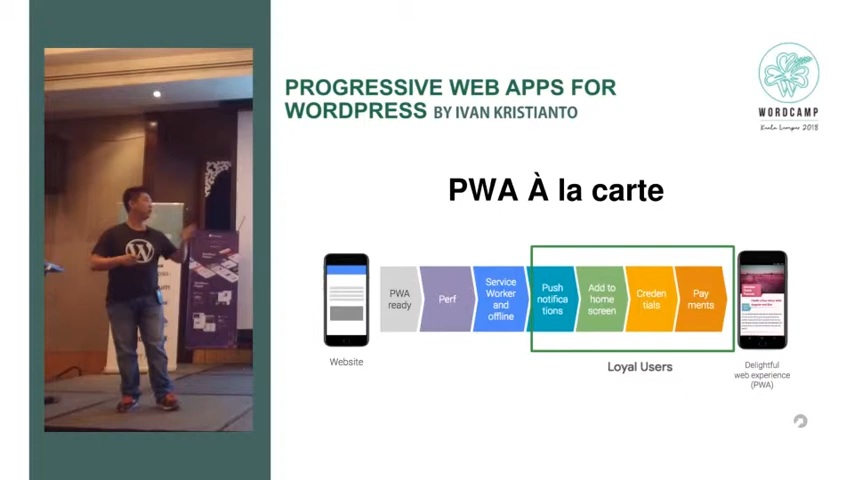 PROGRESSIVE WEB APPS FOR
WORDPRESS BY IVAN KRISTIANTO
WORDCAMP
Kuala Lumpur 2018
PWA À la carte
PWA
ready
Perf
Service
Worker
and
offline
Push
notifica
tions
Add to
home
screen
Creden
tials
Pay
ments
Website
Loyal Users
Delightful
web experience
(PWA)